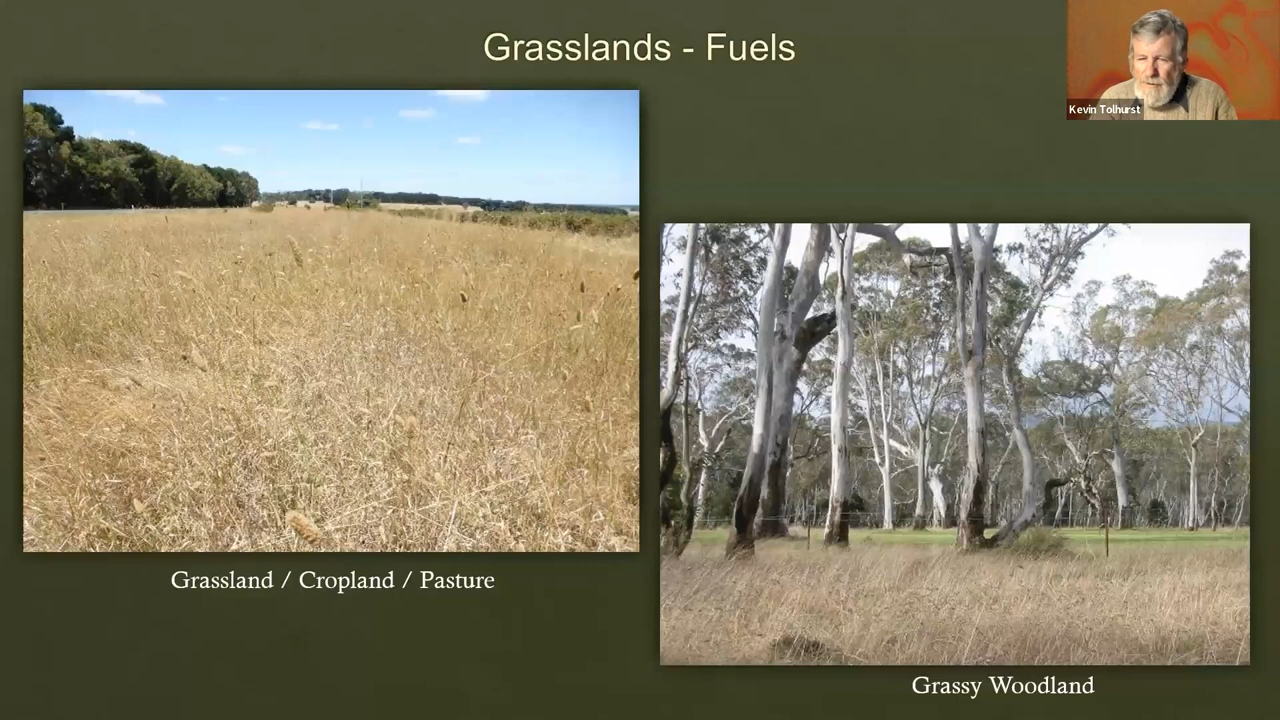 Grasslands - Fuels
Kevin Tolhurst
Grassland / Cropland / Pasture
Grassy Woodland